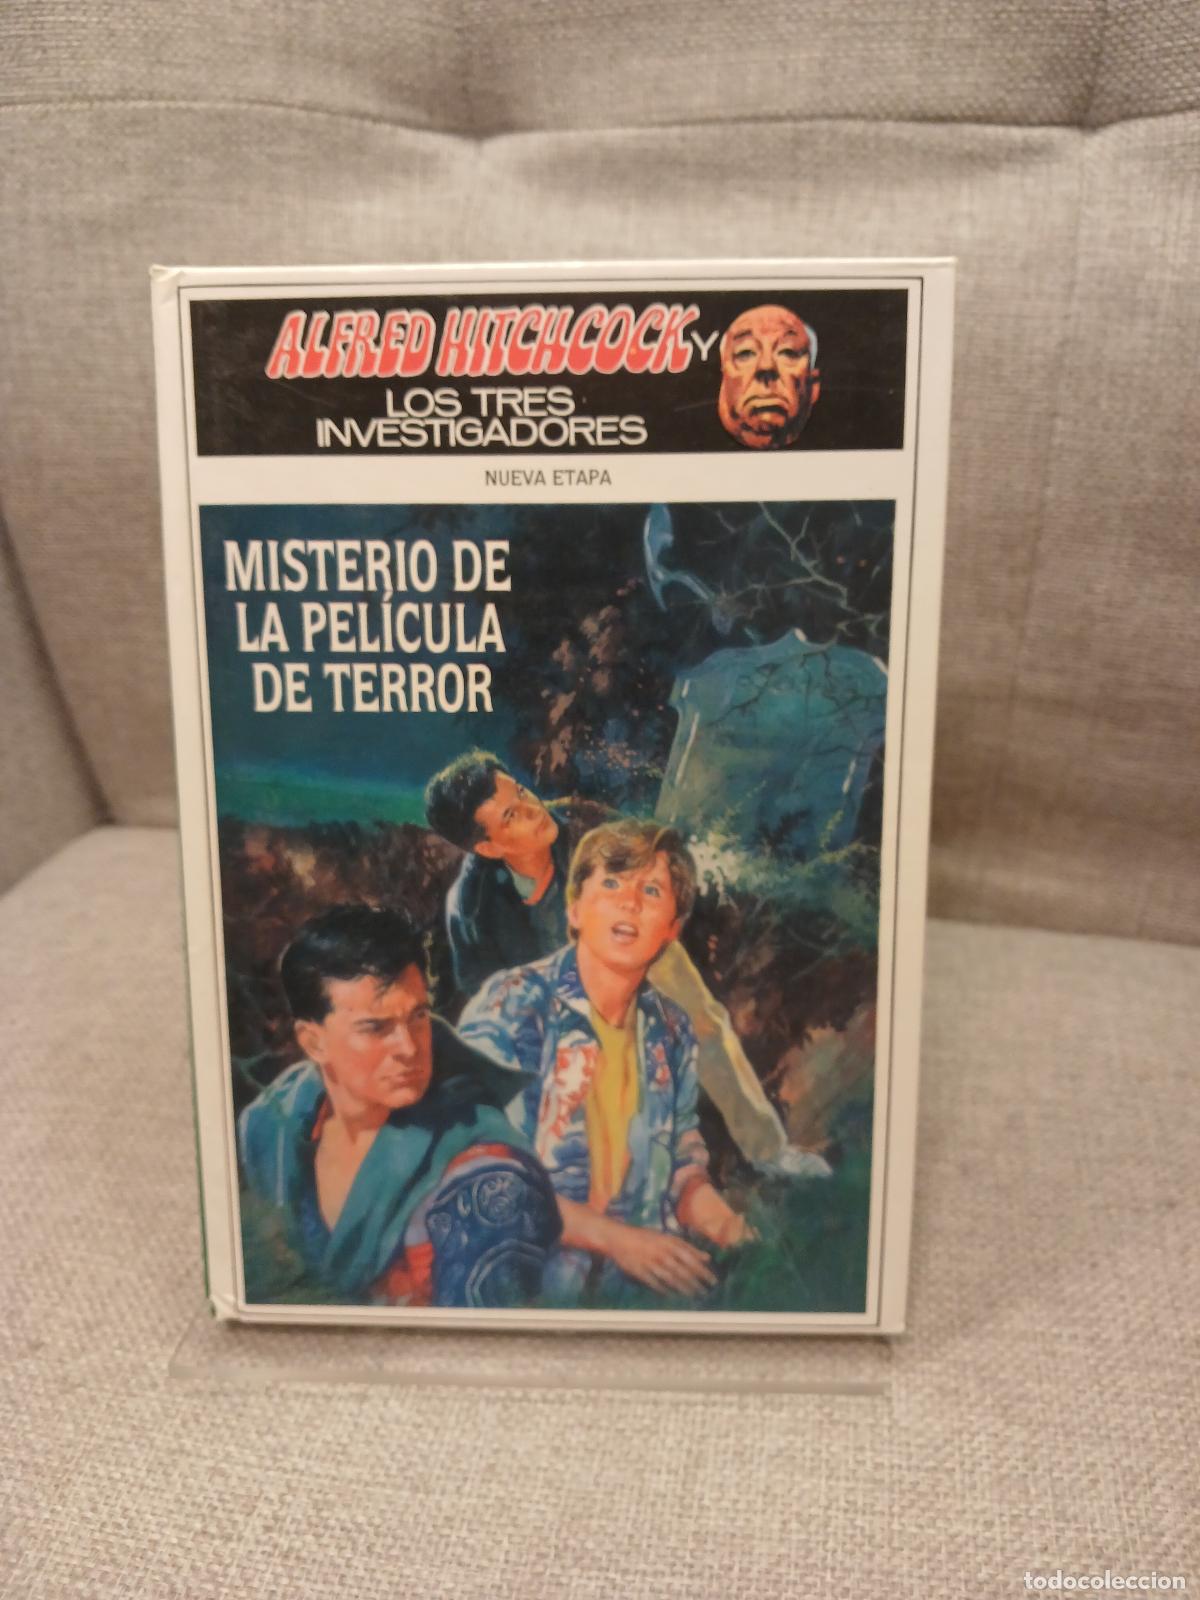 ALFRED HITCHCOCK Y
LOS TRES
INVESTIGADORES
NUEVA ETAPA
MISTERIO DE
LA PELÍCULA
DE TERROR
todocoleccion